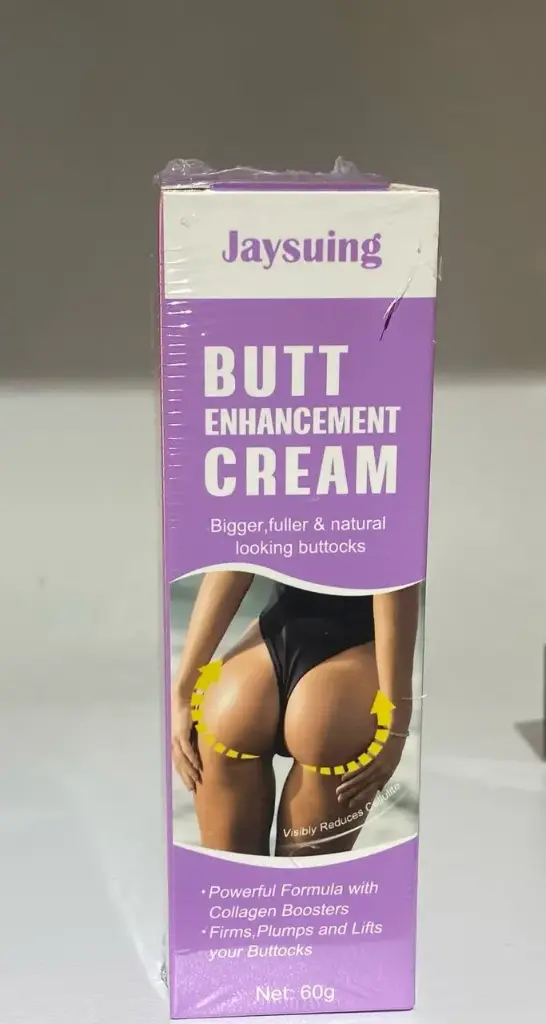 Jaysuing
BUTT
ENHANCEMENT
CREAM
Bigger,fuller & natural
looking buttocks
Visibly Reduces Cellulite
·Powerful Formula with
Collagen Boosters
·Firms,Plumps and Lifts
your Buttocks
Net: 60g